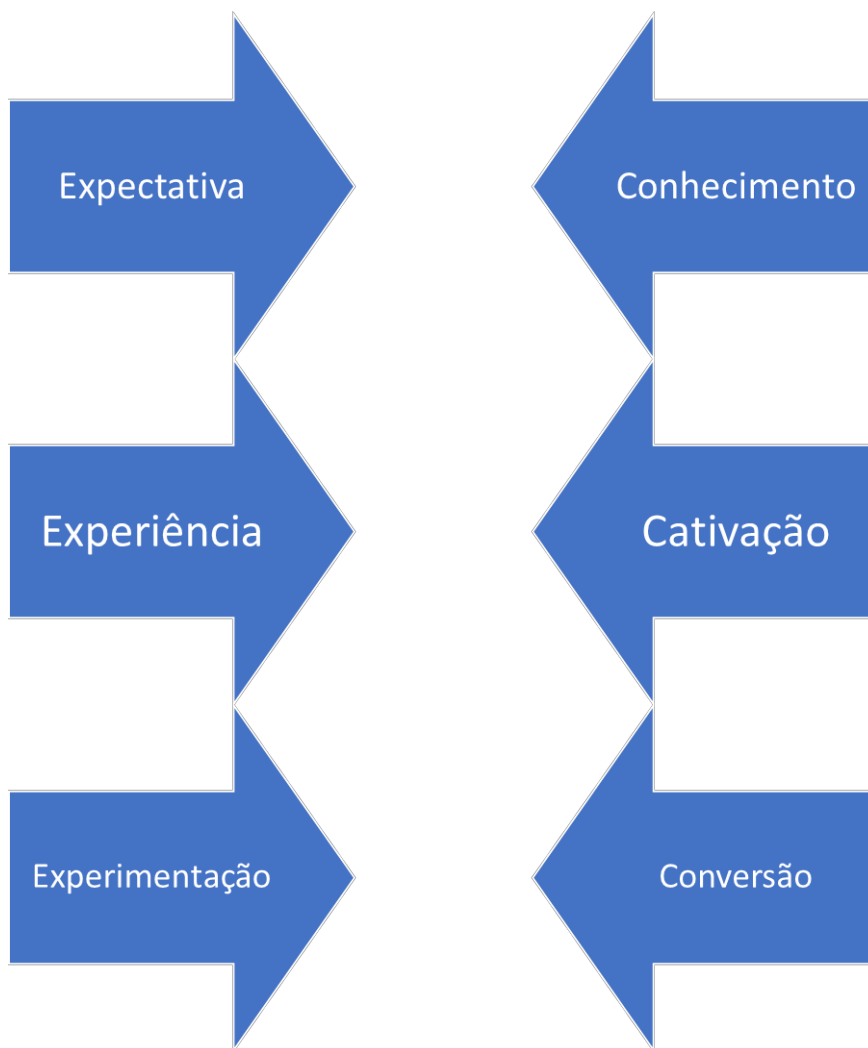 Expectativa
Conhecimento
Experiência
Cativação
Experimentação
Conversão